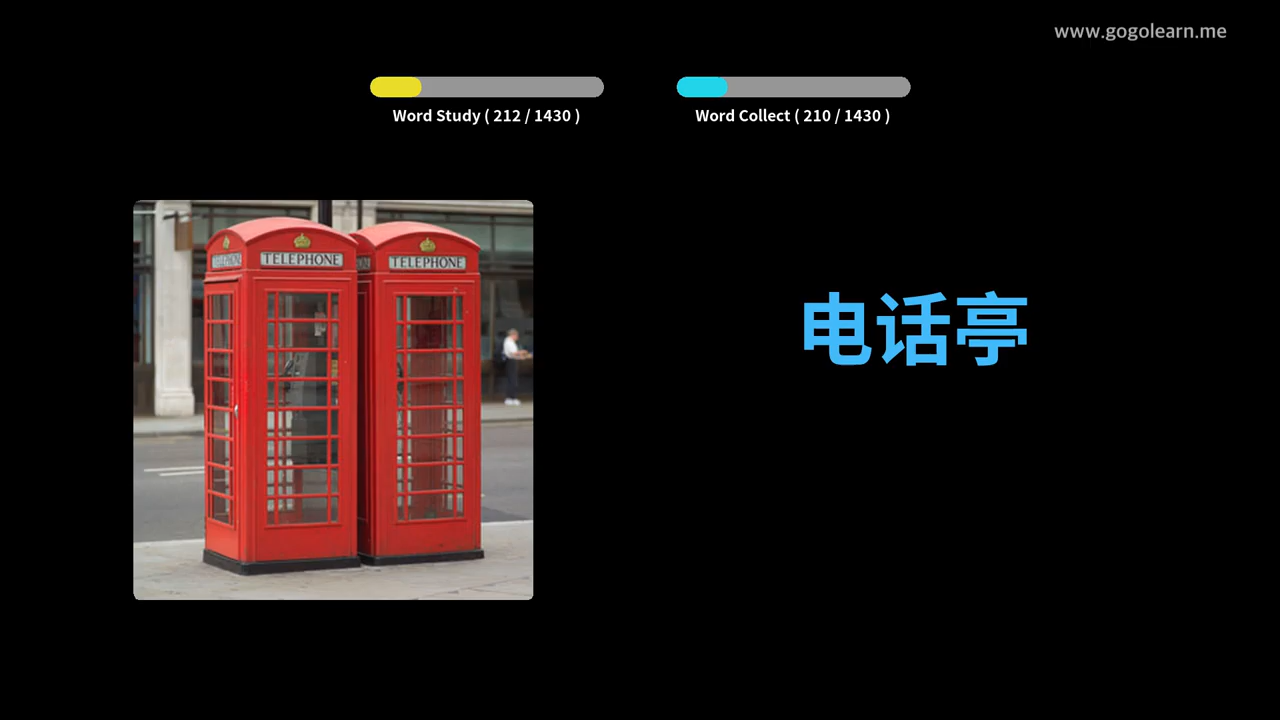 www.gogolearn.me
Word Study ( 212 / 1430 )
Word Collect ( 210 / 1430 )
TELEPHONE
TELEPHONE
电话亭